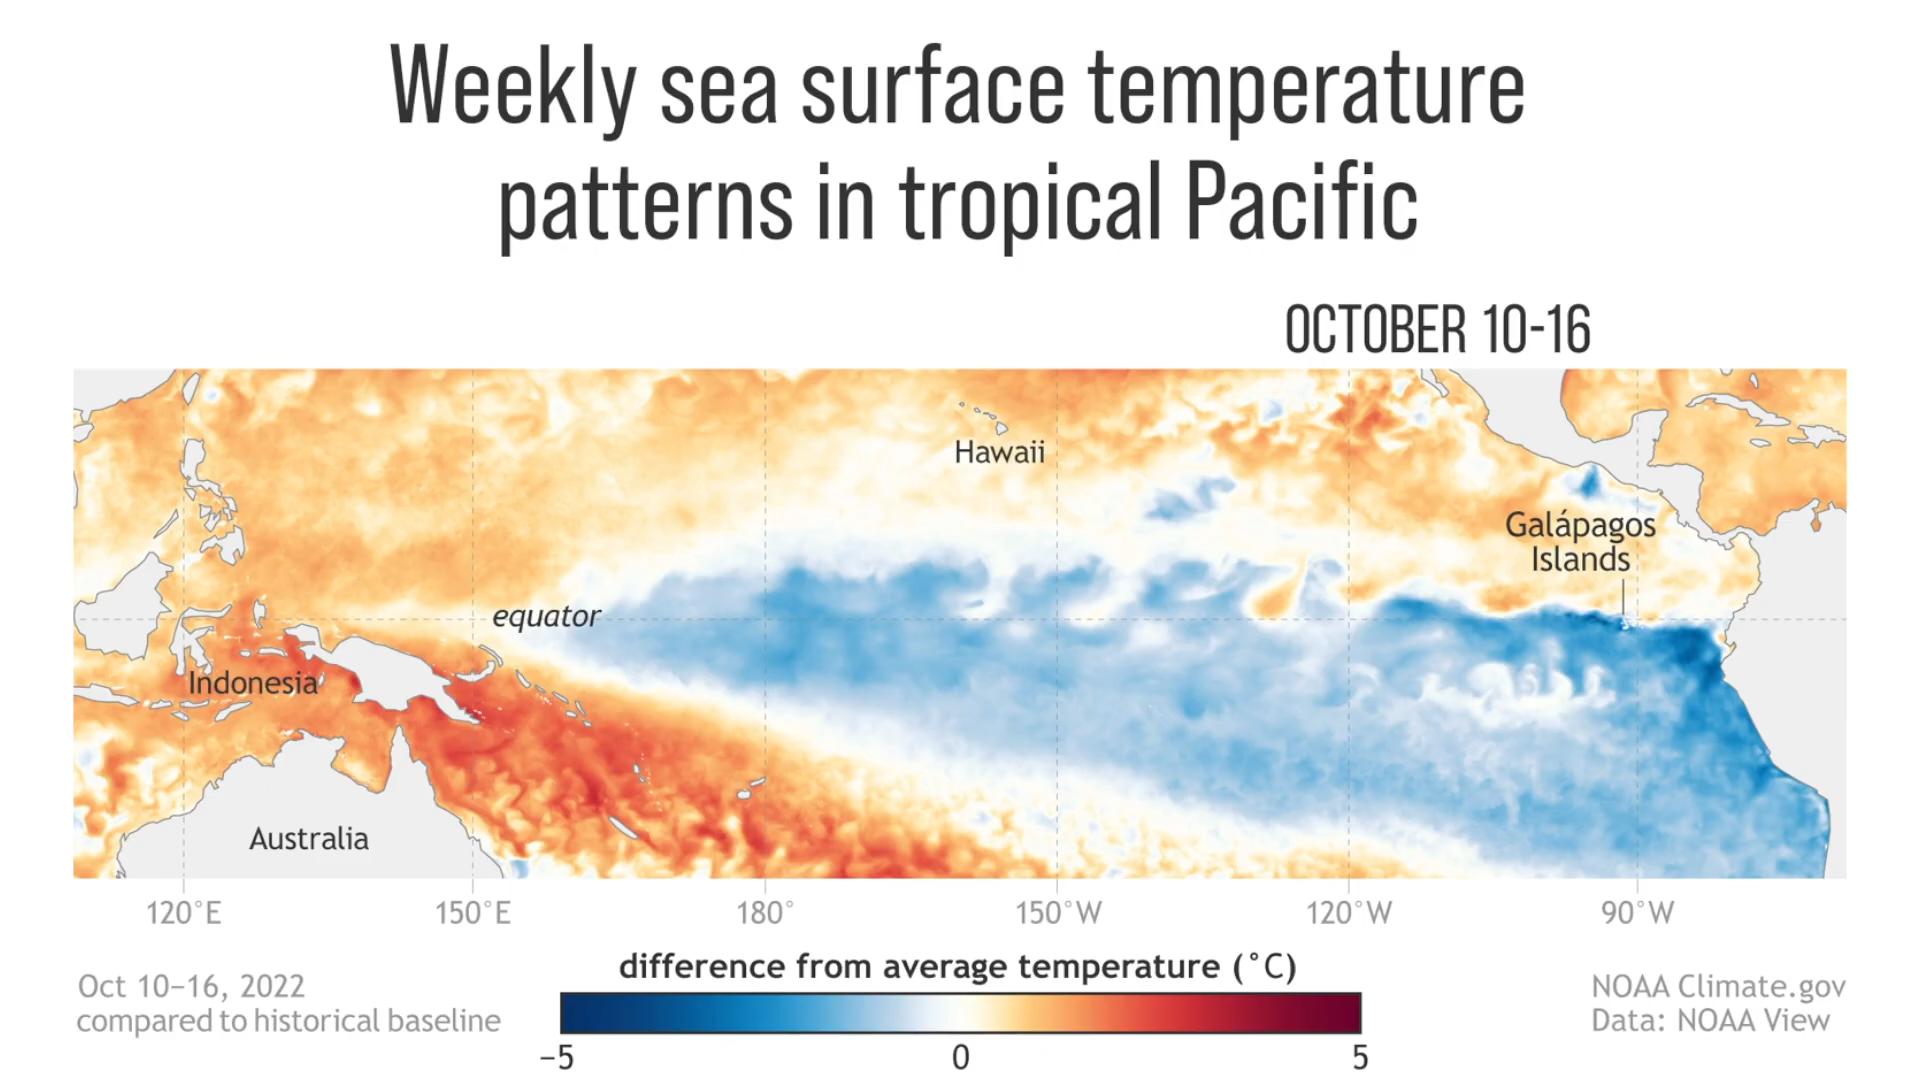 Weekly sea surface temperature
patterns in tropical Pacific
OCTOBER 10-16
Hawaii
Galápagos
Islands
equator
Indonesia
Australia
120°E
150°E
180°
150°W
120°W
90°W
difference from average temperature (°C)
Oct 10–16, 2022
compared to historical baseline
–5
0
5
NOAA Climate.gov
Data: NOAA View